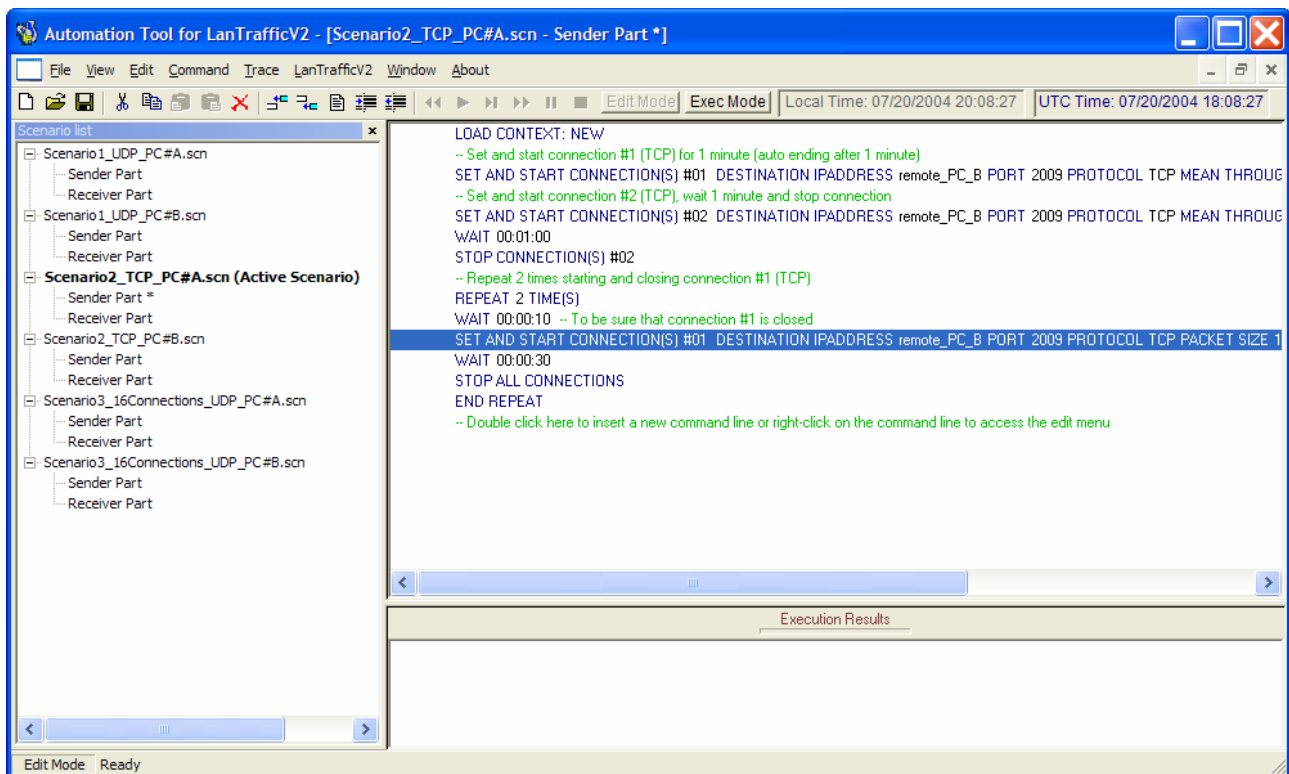 Automation Tool for LanTrafficV2 - [Scenario2_TCP_PC#A.scn - Sender Part *]
File View Edit Command Trace LanTrafficV2 Window About
Edit Mode Exec Mode Local Time: 07/20/2004 20:08:27 UTC Time: 07/20/2004 18:08:27
Scenario list
Scenario1_UDP_PC#A.scn
Sender Part
Receiver Part
Scenario1_UDP_PC#B.scn
Sender Part
Receiver Part
Scenario2_TCP_PC#A.scn (Active Scenario)
Sender Part *
Receiver Part
Scenario2_TCP_PC#B.scn
Sender Part
Receiver Part
Scenario3_16Connections_UDP_PC#A.scn
Sender Part
Receiver Part
Scenario3_16Connections_UDP_PC#B.scn
Sender Part
Receiver Part
LOAD CONTEXT: NEW
-- Set and start connection #1 (TCP) for 1 minute (auto ending after 1 minute)
SET AND START CONNECTION(S) #01 DESTINATION IPADDRESS remote_PC_B PORT 2009 PROTOCOL TCP MEAN THROUG
-- Set and start connection #2 (TCP), wait 1 minute and stop connection
SET AND START CONNECTION(S) #02 DESTINATION IPADDRESS remote_PC_B PORT 2009 PROTOCOL TCP MEAN THROUG
WAIT 00:01:00
STOP CONNECTION(S) #02
-- Repeat 2 times starting and closing connection #1 (TCP)
REPEAT 2 TIME(S)
WAIT 00:00:10 -- To be sure that connection #1 is closed
SET AND START CONNECTION(S) #01 DESTINATION IPADDRESS remote_PC_B PORT 2009 PROTOCOL TCP PACKET SIZE 1
WAIT 00:00:30
STOP ALL CONNECTIONS
END REPEAT
-- Double click here to insert a new command line or right-click on the command line to access the edit menu
Execution Results
Edit Mode Ready